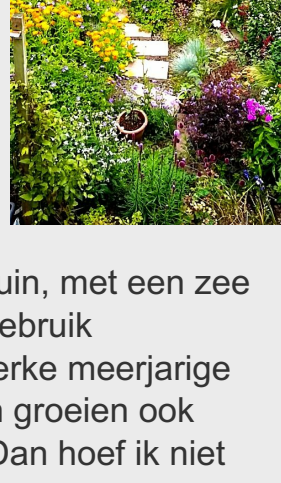 uin, met een zee
ebruik
erke meerjarige
groeien ook
Dan hoef ik niet